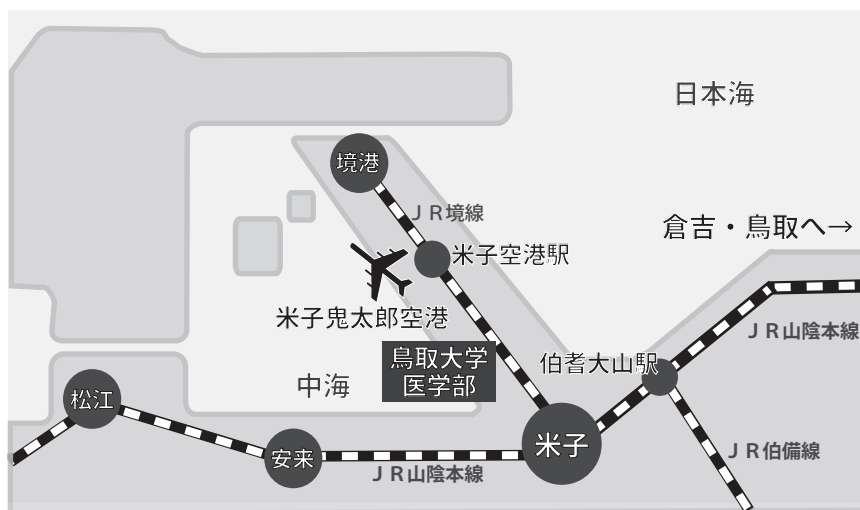 日本海
境港
ＪＲ境線
倉吉・鳥取へ→
米子空港駅
米子鬼太郎空港
ＪＲ山陰本線
鳥取大学
医学部
伯耆大山駅
中海
松江
米子
安来
ＪＲ伯備線
ＪＲ山陰本線